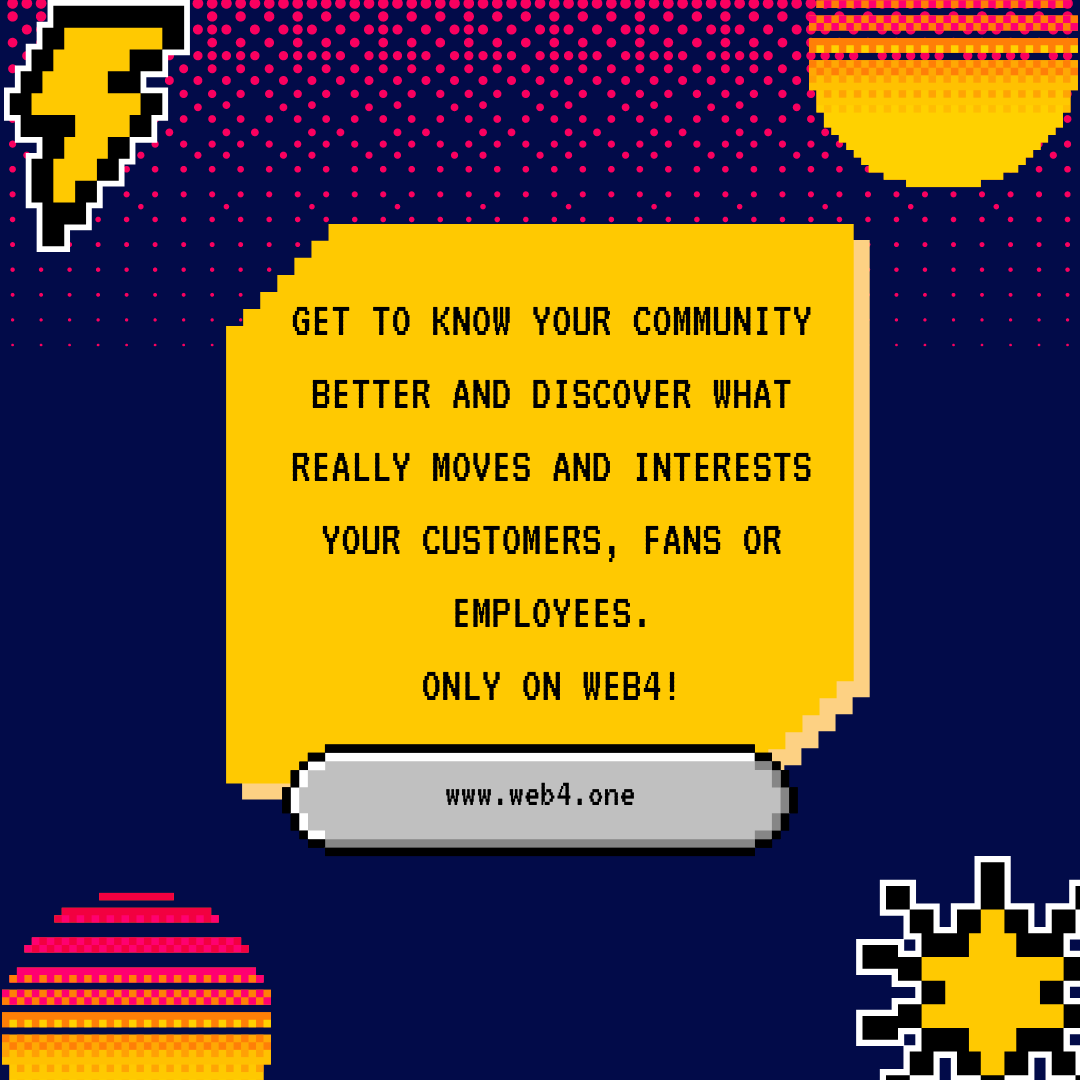 GET TO KNOW YOUR COMMUNITY
BETTER AND DISCOVER WHAT
REALLY MOVES AND INTERESTS
YOUR CUSTOMERS, FANS OR
EMPLOYEES.
ONLY ON WEB4!
www.web4.one